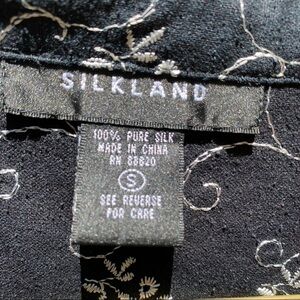 SILKLAND
100% PURE SILK
MADE IN CHINA
RN 88820
S
SEE REVERSE
FOR CARE